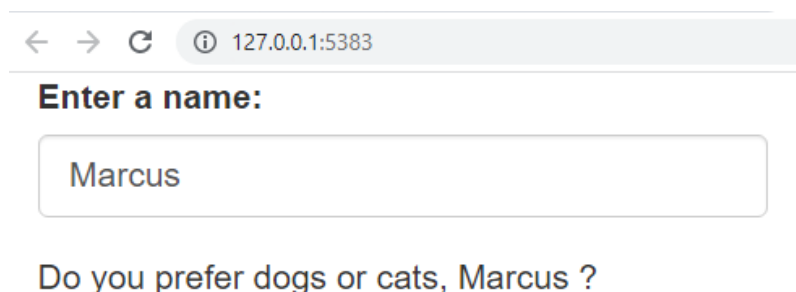 127.0.0.1:5383
Enter a name:
Marcus
Do you prefer dogs or cats, Marcus ?